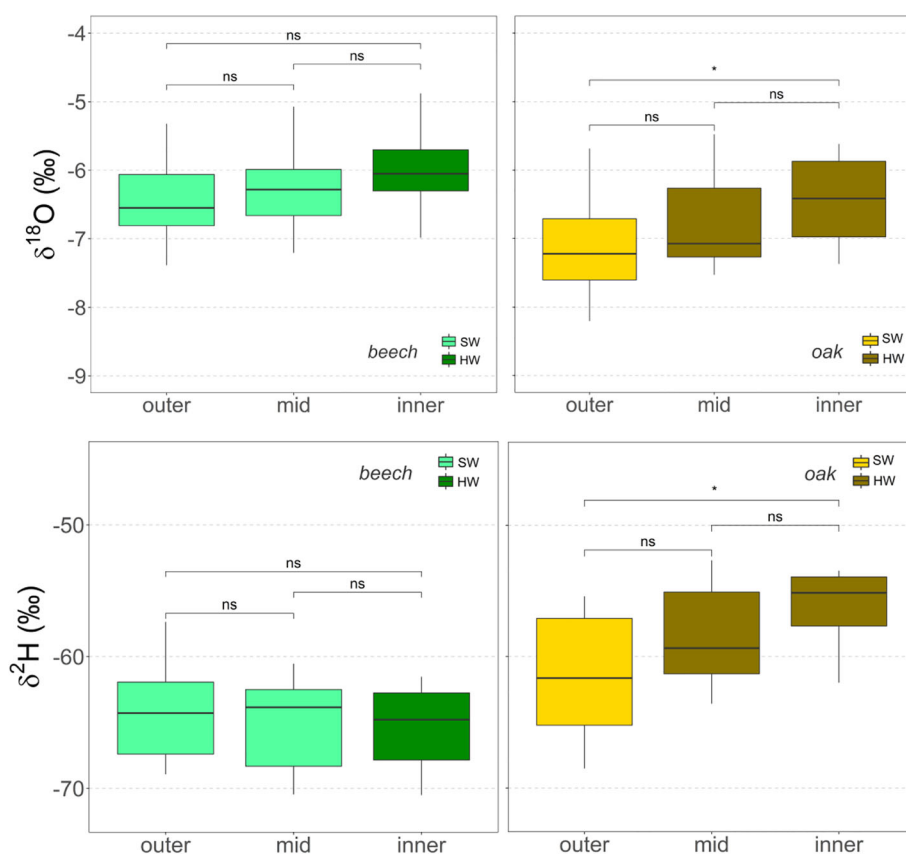 δ18O (‰)
-4
-5
-6
-7
-8
-9
ns
ns
ns
beech
SW
HW
outer mid inner
*
ns
ns
oak
SW
HW
outer mid inner
δ2H (‰)
-50
-60
-70
beech
SW
HW
ns
ns
ns
outer mid inner
oak
SW
HW
*
ns
ns
outer mid inner